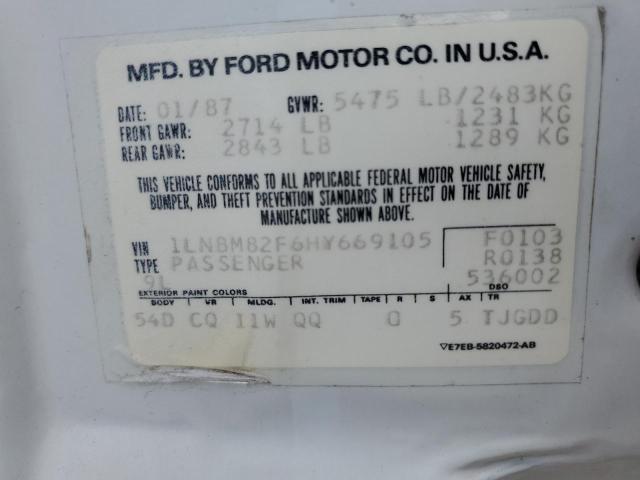 MFD. BY FORD MOTOR CO. IN U.S.A.
DATE: 01/87 GVWR: 5475 LB/2483KG
FRONT GAWR: 2714 LB 1231 KG
REAR GAWR: 2843 LB 1289 KG
THIS VEHICLE CONFORMS TO ALL APPLICABLE FEDERAL MOTOR VEHICLE SAFETY,
BUMPER, AND THEFT PREVENTION STANDARDS IN EFFECT ON THE DATE OF
MANUFACTURE SHOWN ABOVE.
VIN 1LNBM82F6HY669105 F0103
TYPE PASSENGER R0138
9L 536002
EXTERIOR PAINT COLORS DSO
BODY VR MLDG. INT. TRIM TAPE R S AX TR
54D CQ 11W QQ 5 TJGDD
E7EB-5820472-AB